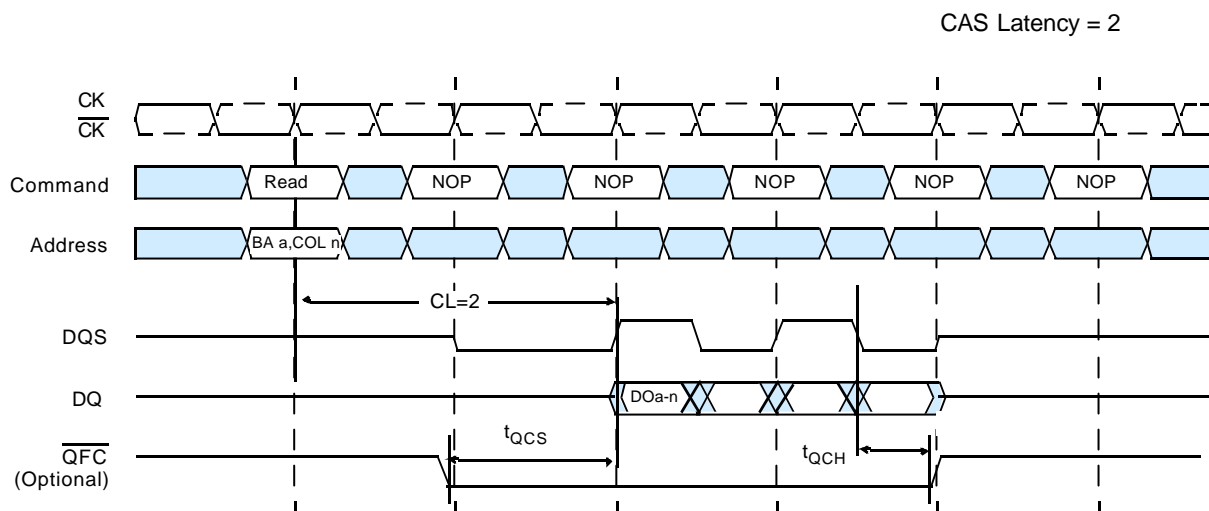 CAS Latency = 2
CK
CK
Command
Read
NOP
NOP
NOP
NOP
NOP
Address
BA a,COL n
CL=2
DQS
DQ
DOa-n
tQCS
tQCH
QFC
(Optional)